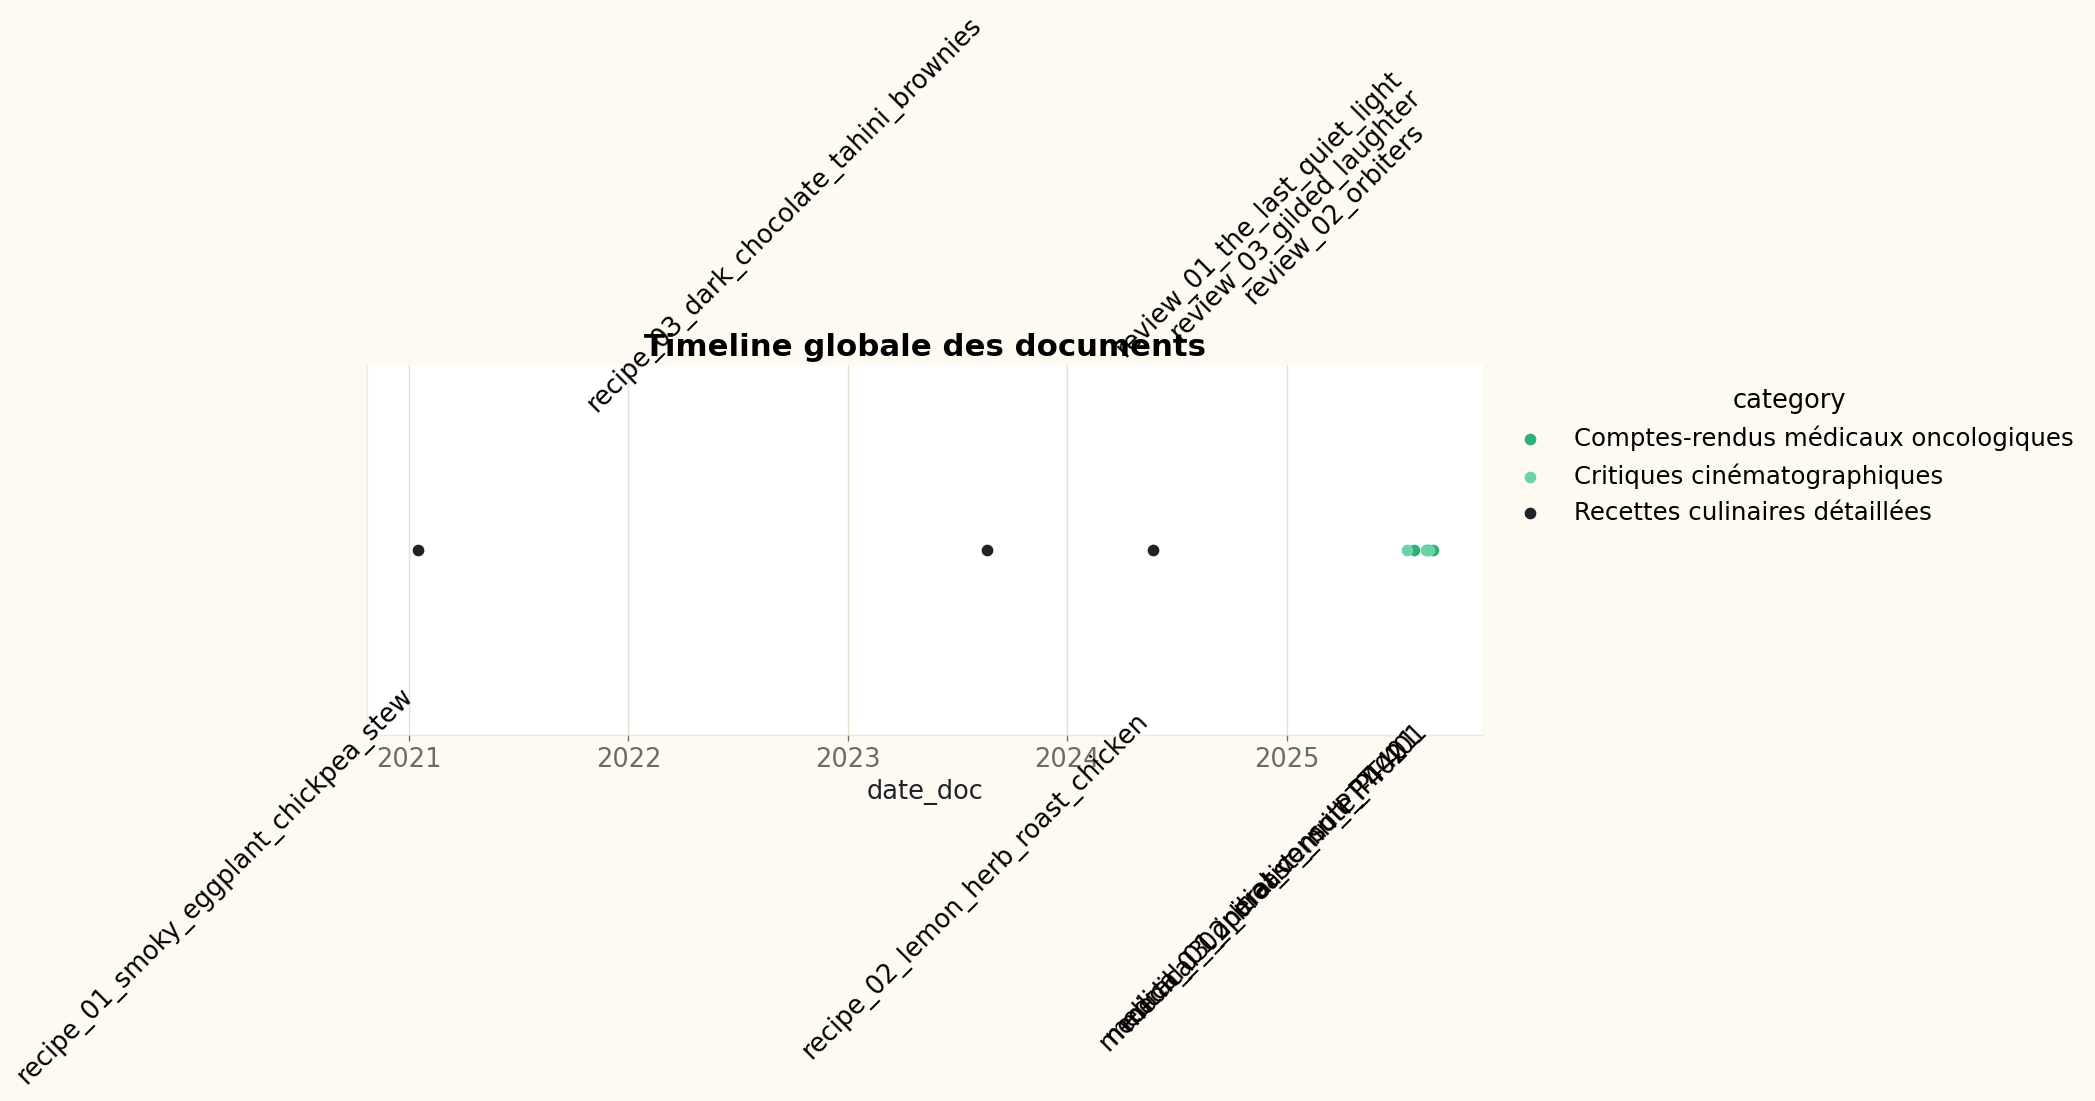 recipe_03_dark_chocolate_tahini_brownies
review_01_the_last_quiet_light
review_03_gilded_laughter
review_02_orbiters
Timeline globale des documents
category
Comptes-rendus médicaux oncologiques
Critiques cinématographiques
Recettes culinaires détaillées
recipe_01_smoky_eggplant_chickpea_stew
recipe_02_lemon_herb_roast_chicken
2021
2022
2023
2024
2025
date_doc